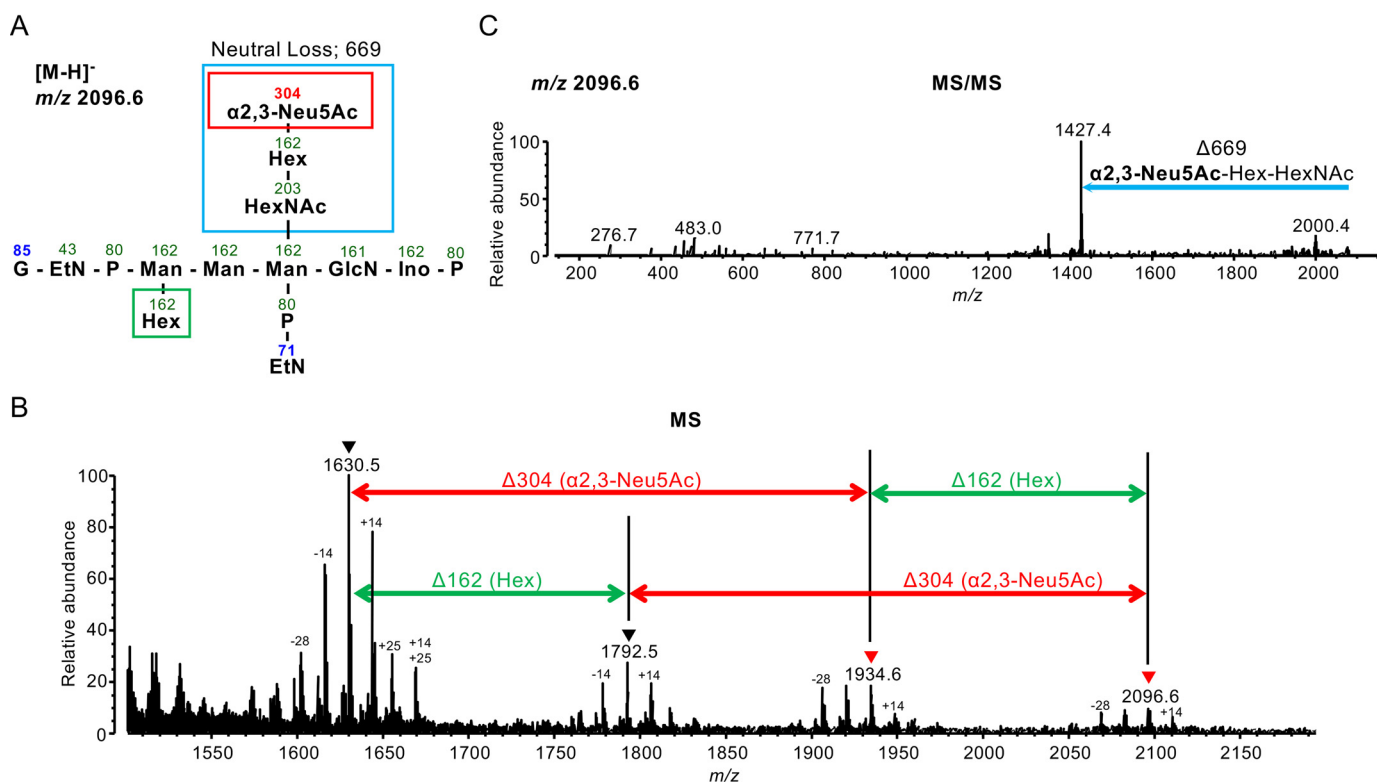 A
Neutral Loss; 669
[M-H]-
m/z 2096.6
304
α2,3-Neu5Ac
162
Hex
203
HexNAc
85 43 80 162 162 162 161 162 80
G - EtN - P - Man - Man - Man - GlcN - Ino - P
162
Hex
80
P
71
EtN
C
m/z 2096.6
MS/MS
Relative abundance
100
50
0
1427.4
Δ669
α2,3-Neu5Ac-Hex-HexNAc
276.7
483.0
771.7
2000.4
200 400 600 800 1000 1200 1400 1600 1800 2000
m/z
B
MS
Relative abundance
100
80
60
40
20
0
1630.5
Δ304 (α2,3-Neu5Ac)
Δ162 (Hex)
+14
-14
Δ162 (Hex)
Δ304 (α2,3-Neu5Ac)
-28
+25
+14
+25
1792.5
-14
+14
1934.6
-28
+14
2096.6
-28
+14
1550 1600 1650 1700 1750 1800 1850 1900 1950 2000 2050 2100 2150
m/z